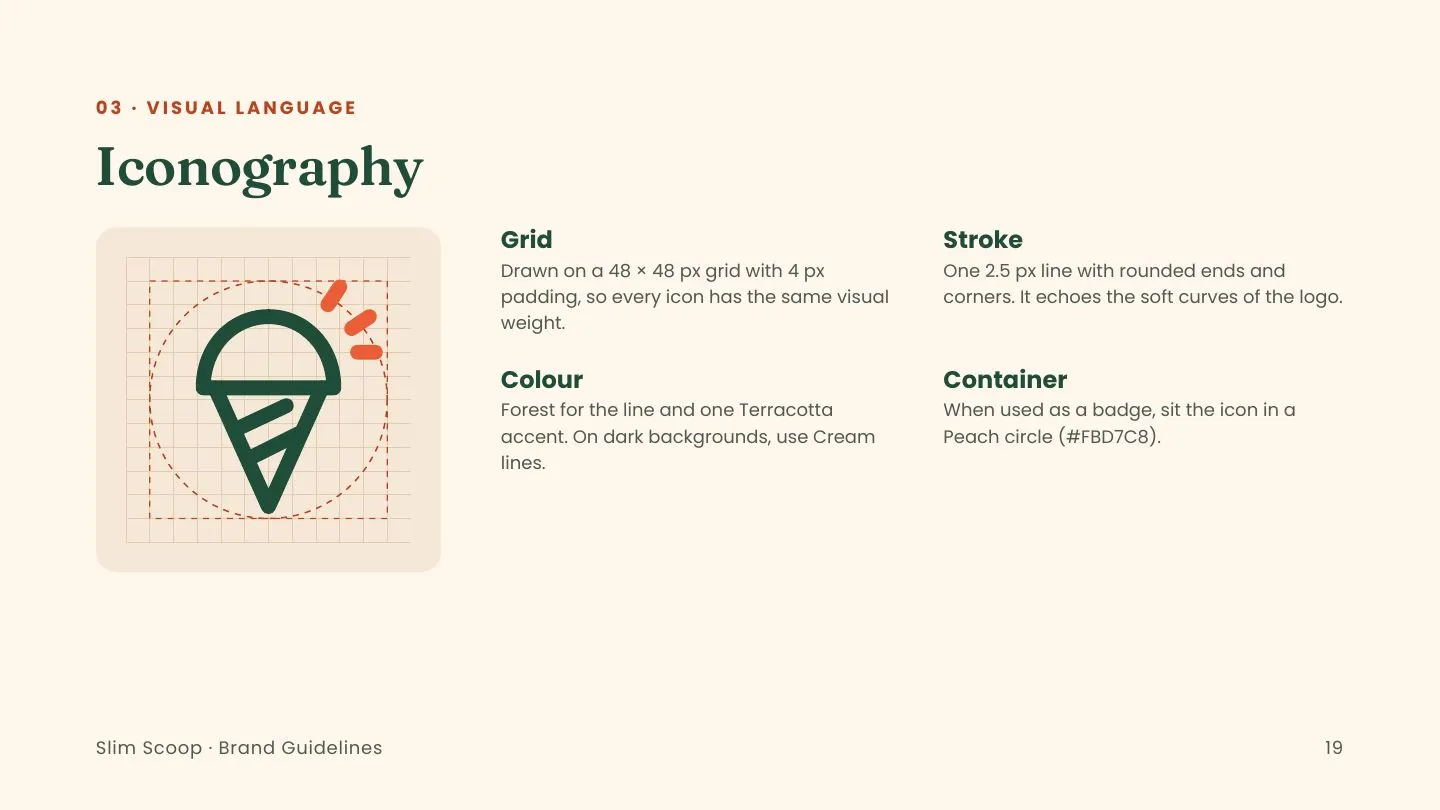 03 · VISUAL LANGUAGE
Iconography
Grid
Drawn on a 48 × 48 px grid with 4 px
padding, so every icon has the same visual
weight.
Stroke
One 2.5 px line with rounded ends and
corners. It echoes the soft curves of the logo.
Colour
Forest for the line and one Terracotta
accent. On dark backgrounds, use Cream
lines.
Container
When used as a badge, sit the icon in a
Peach circle (#FBD7C8).
Slim Scoop · Brand Guidelines
19